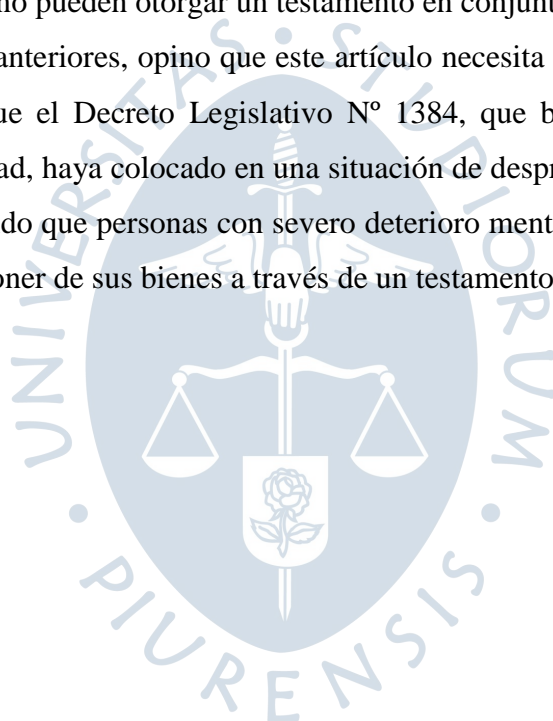 no pueden otorgar un testamento en conjunt
anteriores, opino que este artículo necesita
ue el Decreto Legislativo Nº 1384, que b
ad, haya colocado en una situación de despr
do que personas con severo deterioro ment
oner de sus bienes a través de un testamento
UNIVERSITAS • STUDIORUM • PIURENSIS